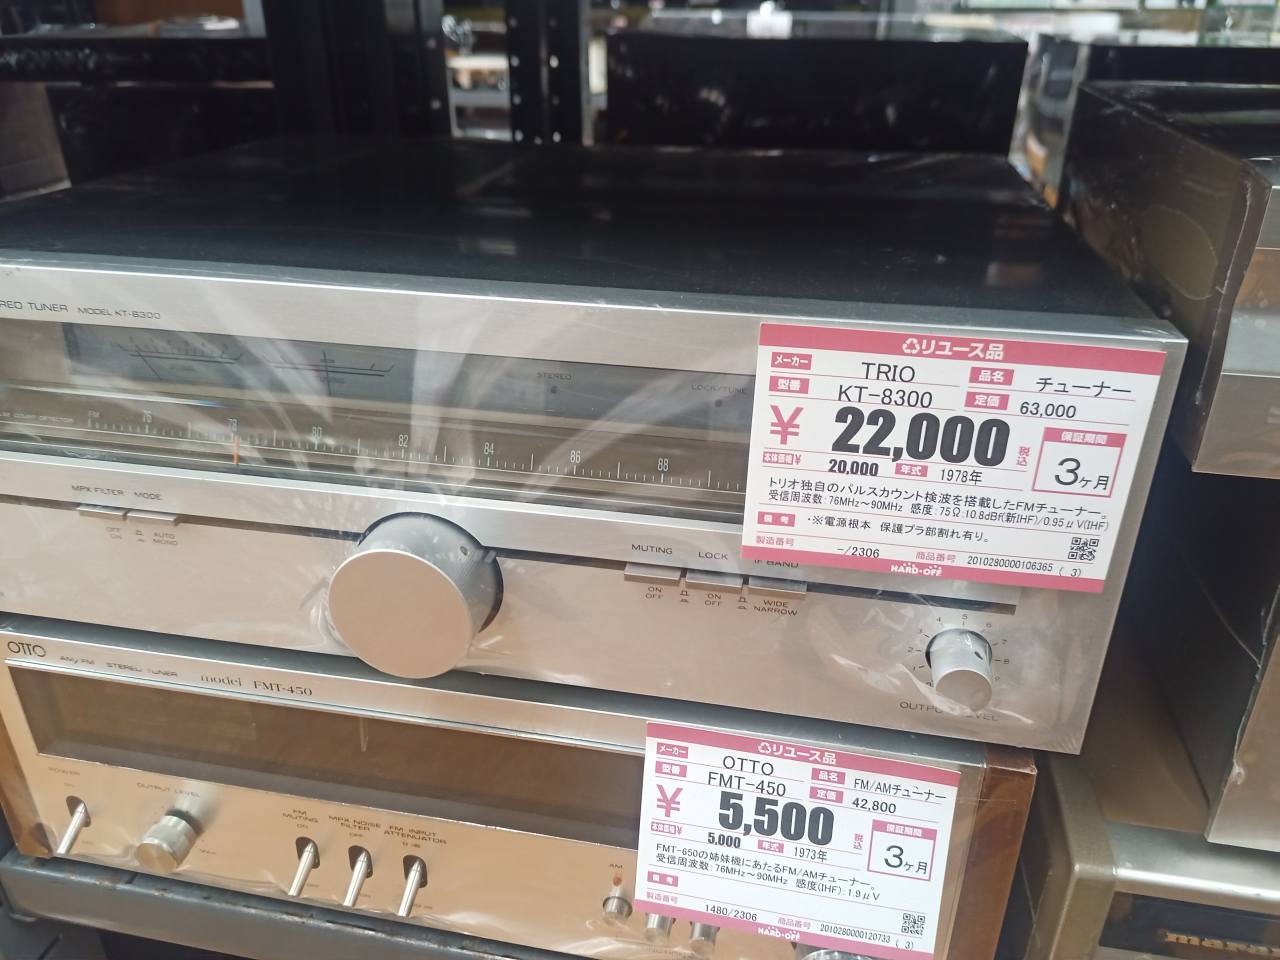 RED TUNER MODEL KT-8300
STEREO
LOCK/TUNE
FM 76 78 80 82 84 86 88
MPX FILTER MODE
OFF
ON
AUTO
MONO
MUTING LOCK IF BAND
ON
OFF
ON
OFF
WIDE
NARROW
OUTPUT LEVEL
リユース品
メーカー TRIO 品名 チューナー
型番 KT-8300 定価 63,000
¥22,000 税込
本体価格¥ 20,000 年式 1978年
保証期間
3ヶ月
トリオ独自のパルスカウント検波を搭載したFMチューナー。
受信周波数:76MHz～90MHz 感度:75Ω:10.8dBf(新IHF)/0.95μV(IHF)
備考 ・※電源根本 保護プラ部割れ有り。
製造番号 -/2306 商品番号 2010280000106365 ( 3)
HARD-OFF
OTTO AM/FM STEREO TUNER model FMT-450
POWER
ON
OUTPUT LEVEL
FM
MUTING
ON
MPX NOISE
FILTER
OFF
FM INPUT
ATTENUATOR
0 dB
AM
リユース品
メーカー OTTO 品名 FM/AMチューナー
型番 FMT-450 定価 42,800
¥5,500 税込
本体価格¥ 5,000 年式 1973年
保証期間
3ヶ月
FMT-650の姉妹機にあたるFM/AMチューナー。
受信周波数:76MHz～90MHz 感度(IHF):1.9μV
備考
製造番号 1480/2306 商品番号 2010280000120733 ( 3)
HARD-OFF